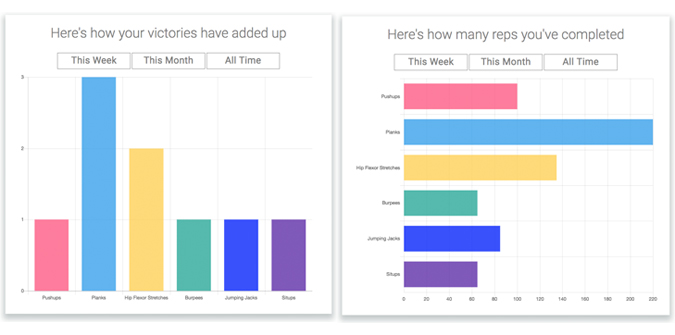 Here's how your victories have added up
This Week This Month All Time
3
2
1
0
Pushups Planks Hip Flexor Stretches Burpees Jumping Jacks Situps
Here's how many reps you've completed
This Week This Month All Time
Pushups
Planks
Hip Flexor Stretches
Burpees
Jumping Jacks
Situps
0 20 40 60 80 100 120 140 160 180 200 220